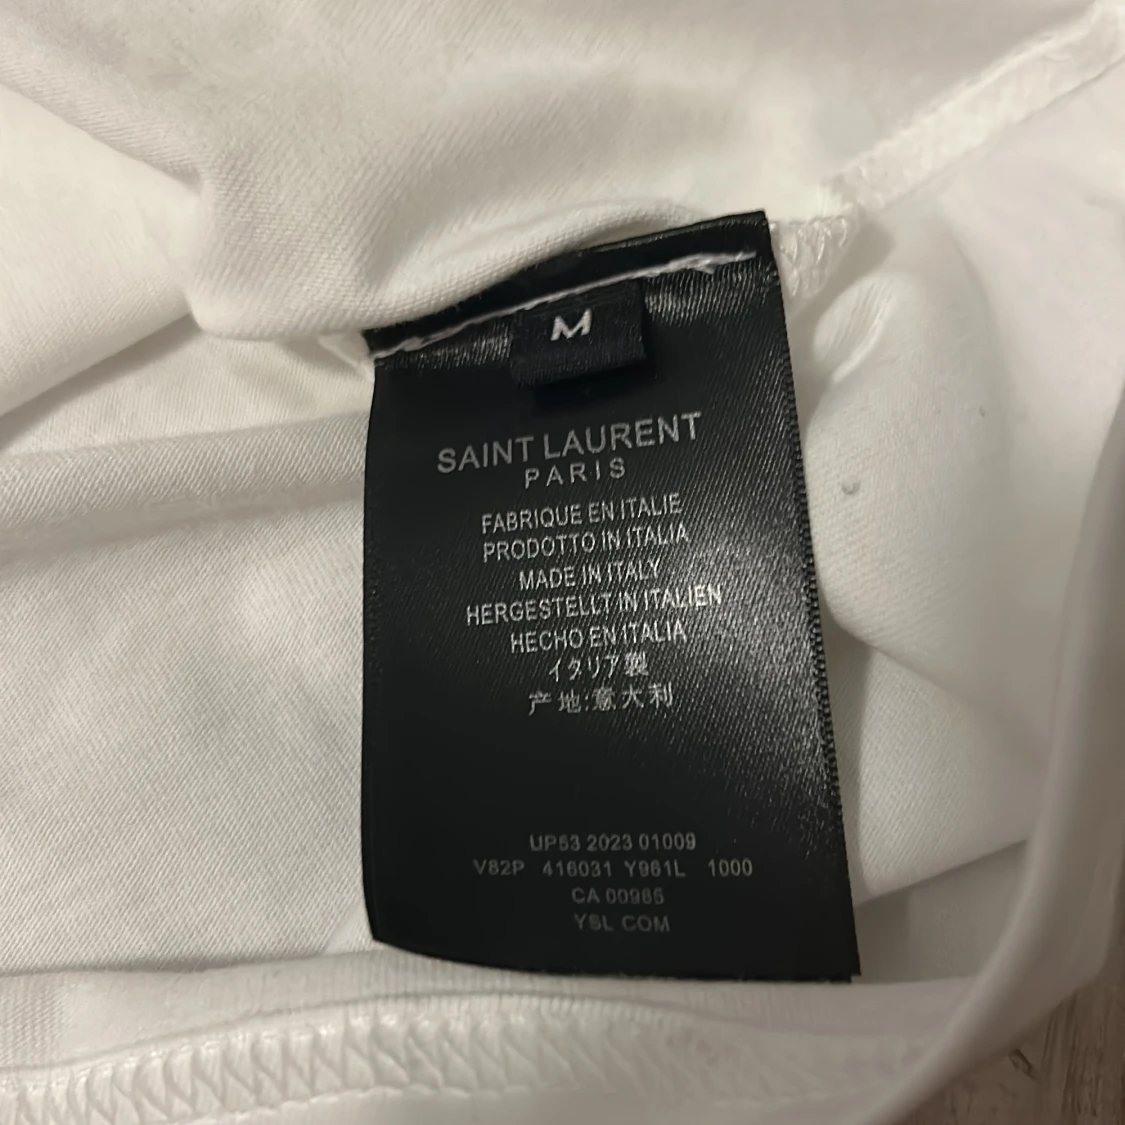 M
SAINT LAURENT
PARIS
FABRIQUE EN ITALIE
PRODOTTO IN ITALIA
MADE IN ITALY
HERGESTELLT IN ITALIEN
HECHO EN ITALIA
イタリア製
产地:意大利
UP53 2023 01009
V82P 416031 Y961L 1000
CA 00985
YSL COM